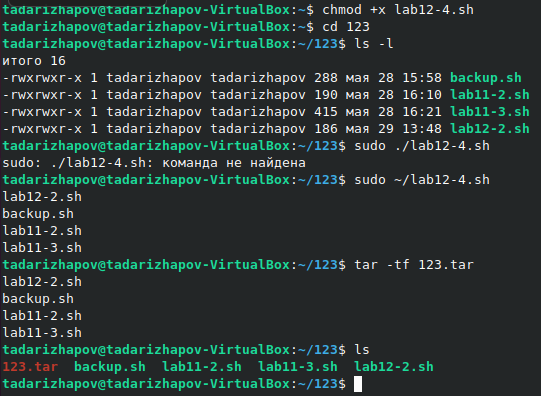 tadarizhapov@tadarizhapov-VirtualBox:~$ chmod +x lab12-4.sh
tadarizhapov@tadarizhapov-VirtualBox:~$ cd 123
tadarizhapov@tadarizhapov-VirtualBox:~/123$ ls -l
итого 16
-rwxrwxr-x 1 tadarizhapov tadarizhapov 288 мая 28 15:58 backup.sh
-rwxrwxr-x 1 tadarizhapov tadarizhapov 190 мая 28 16:10 lab11-2.sh
-rwxrwxr-x 1 tadarizhapov tadarizhapov 415 мая 28 16:21 lab11-3.sh
-rwxrwxr-x 1 tadarizhapov tadarizhapov 186 мая 29 13:48 lab12-2.sh
tadarizhapov@tadarizhapov-VirtualBox:~/123$ sudo ./lab12-4.sh
sudo: ./lab12-4.sh: команда не найдена
tadarizhapov@tadarizhapov-VirtualBox:~/123$ sudo ~/lab12-4.sh
lab12-2.sh
backup.sh
lab11-2.sh
lab11-3.sh
tadarizhapov@tadarizhapov-VirtualBox:~/123$ tar -tf 123.tar
lab12-2.sh
backup.sh
lab11-2.sh
lab11-3.sh
tadarizhapov@tadarizhapov-VirtualBox:~/123$ ls
123.tar backup.sh lab11-2.sh lab11-3.sh lab12-2.sh
tadarizhapov@tadarizhapov-VirtualBox:~/123$